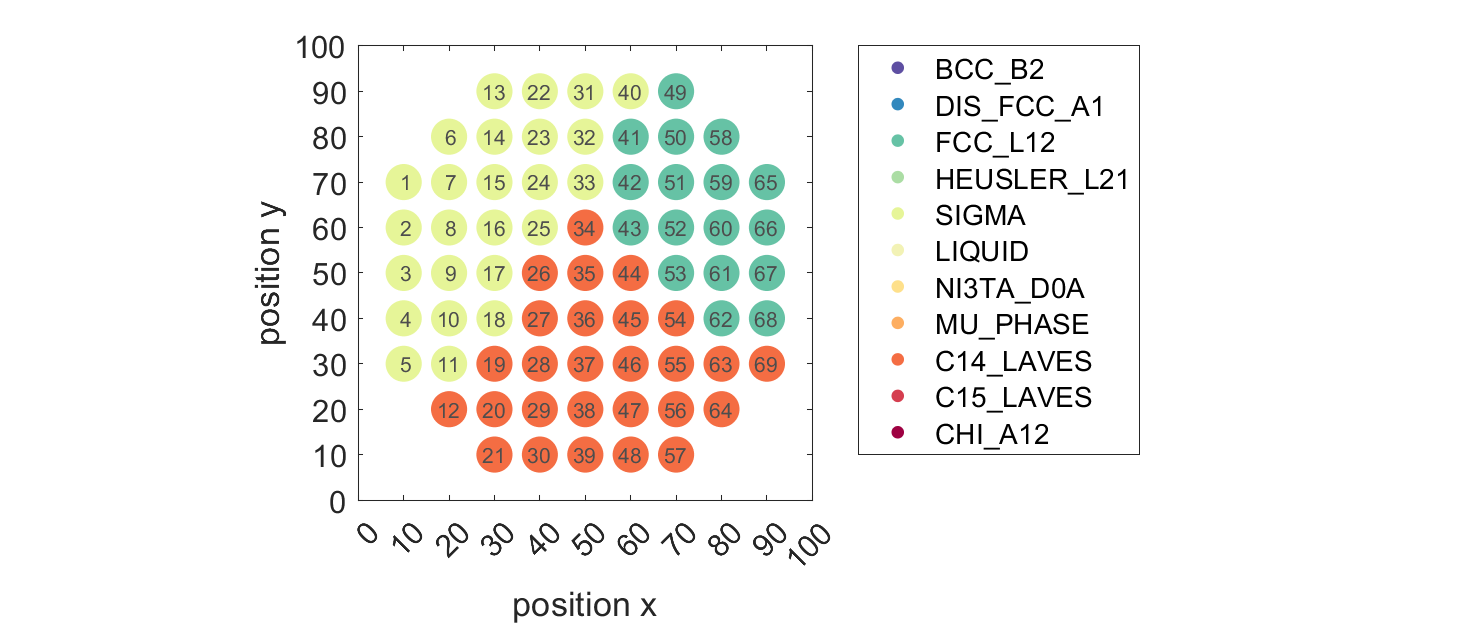 100
90 13 22 31 40 49
80 6 14 23 32 41 50 58
70 1 7 15 24 33 42 51 59 65
60 2 8 16 25 34 43 52 60 66
50 3 9 17 26 35 44 53 61 67
40 4 10 18 27 36 45 54 62 68
30 5 11 19 28 37 46 55 63 69
20 12 20 29 38 47 56 64
10 21 30 39 48 57
0
0 10 20 30 40 50 60 70 80 90 100
position x
position y
BCC_B2
DIS_FCC_A1
FCC_L12
HEUSLER_L21
SIGMA
LIQUID
NI3TA_D0A
MU_PHASE
C14_LAVES
C15_LAVES
CHI_A12